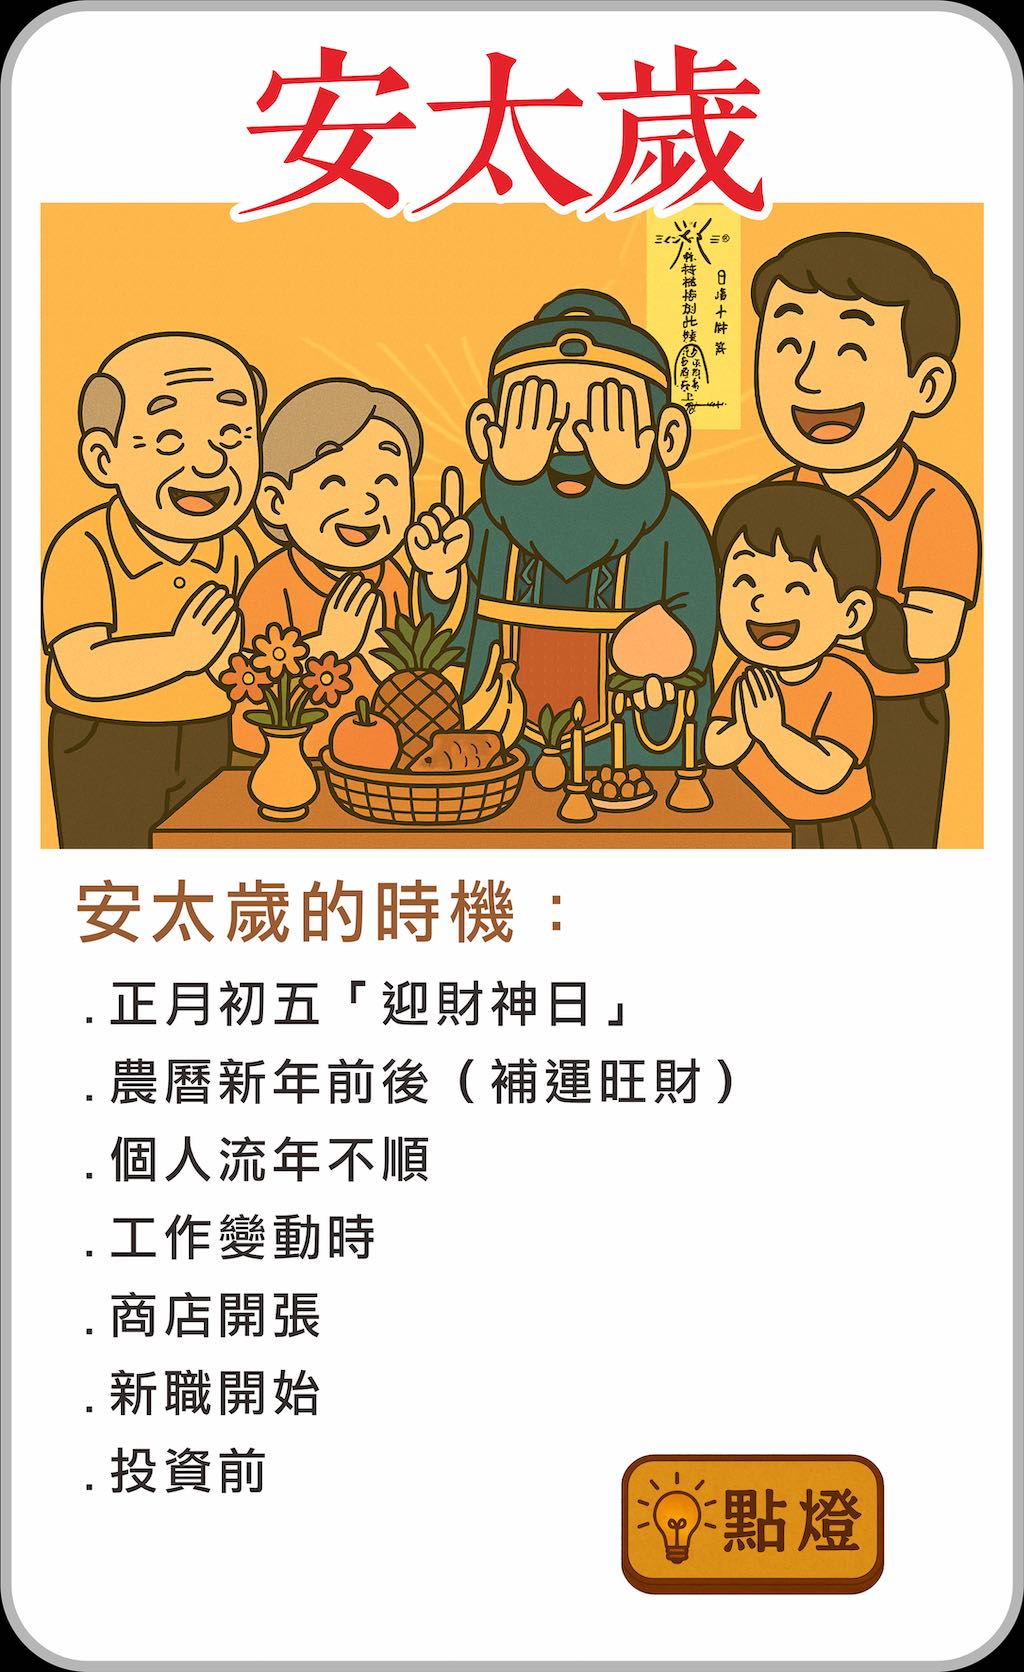 安太歲
安太歲的時機：
.正月初五「迎財神日」
.農曆新年前後（補運旺財）
.個人流年不順
.工作變動時
.商店開張
.新職開始
.投資前
點燈